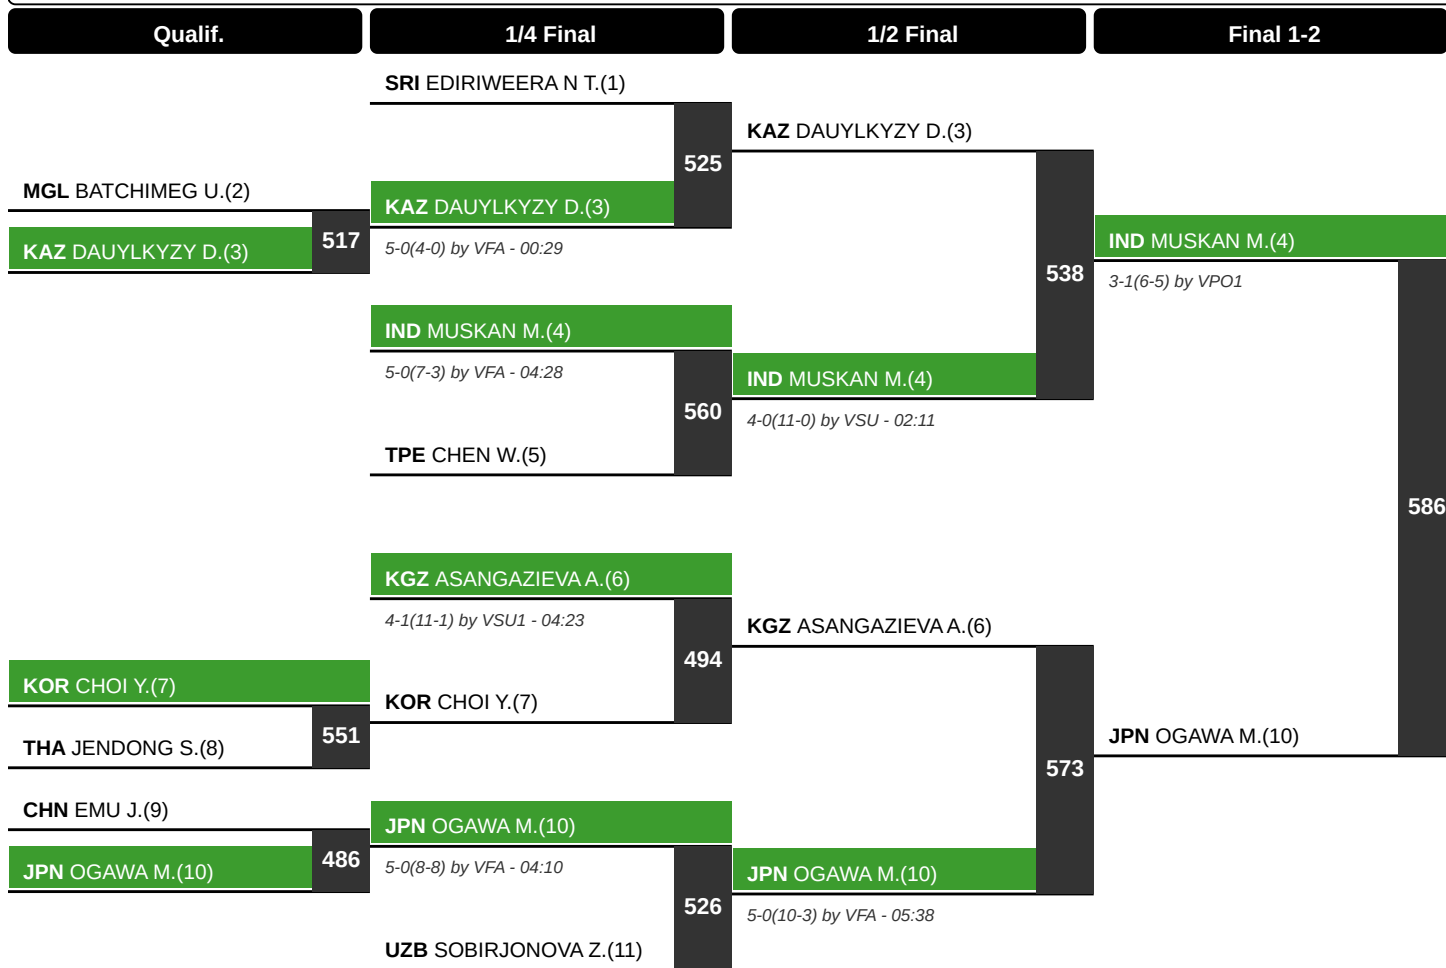 Qualif.
1/4 Final
1/2 Final
Final 1-2
MGL BATCHIMEG U.(2)
517
KAZ DAUYLKYZY D.(3)
KOR CHOI Y.(7)
551
THA JENDONG S.(8)
CHN EMU J.(9)
486
JPN OGAWA M.(10)
SRI EDIRIWEERA N T.(1)
525
KAZ DAUYLKYZY D.(3)
5-0(4-0) by VFA - 00:29
IND MUSKAN M.(4)
5-0(7-3) by VFA - 04:28
560
TPE CHEN W.(5)
KGZ ASANGAZIEVA A.(6)
4-1(11-1) by VSU1 - 04:23
494
KOR CHOI Y.(7)
JPN OGAWA M.(10)
5-0(8-8) by VFA - 04:10
526
UZB SOBIRJONOVA Z.(11)
KAZ DAUYLKYZY D.(3)
538
IND MUSKAN M.(4)
4-0(11-0) by VSU - 02:11
KGZ ASANGAZIEVA A.(6)
573
JPN OGAWA M.(10)
5-0(10-3) by VFA - 05:38
IND MUSKAN M.(4)
3-1(6-5) by VPO1
586
JPN OGAWA M.(10)